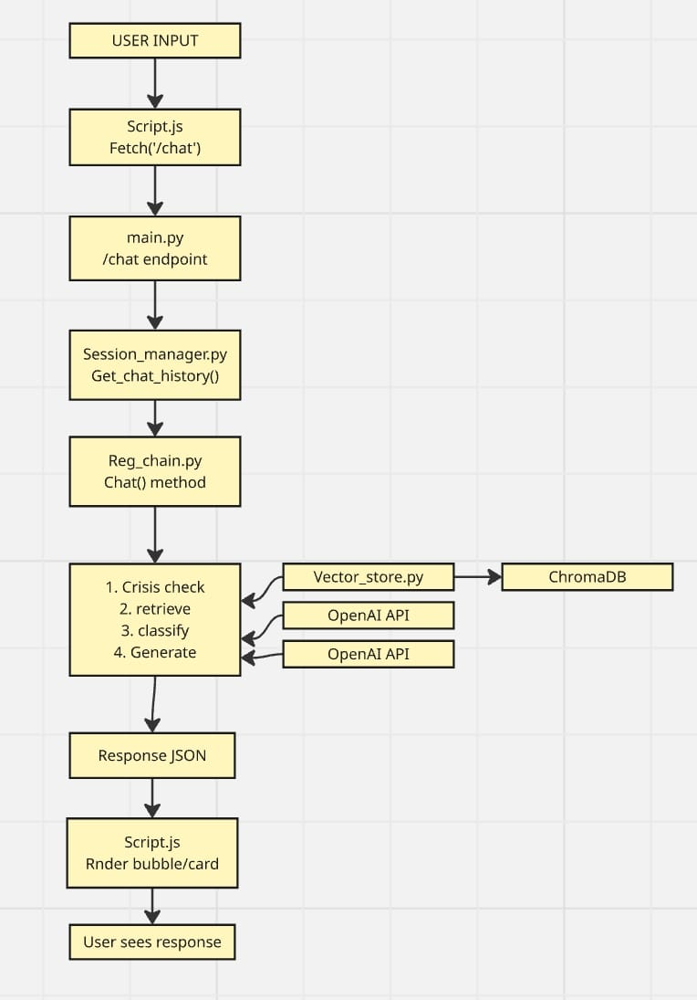 USER INPUT
Script.js
Fetch('/chat')
main.py
/chat endpoint
Session_manager.py
Get_chat_history()
Reg_chain.py
Chat() method
1. Crisis check
2. retrieve
3. classify
4. Generate
Vector_store.py
ChromaDB
OpenAI API
OpenAI API
Response JSON
Script.js
Rnder bubble/card
User sees response